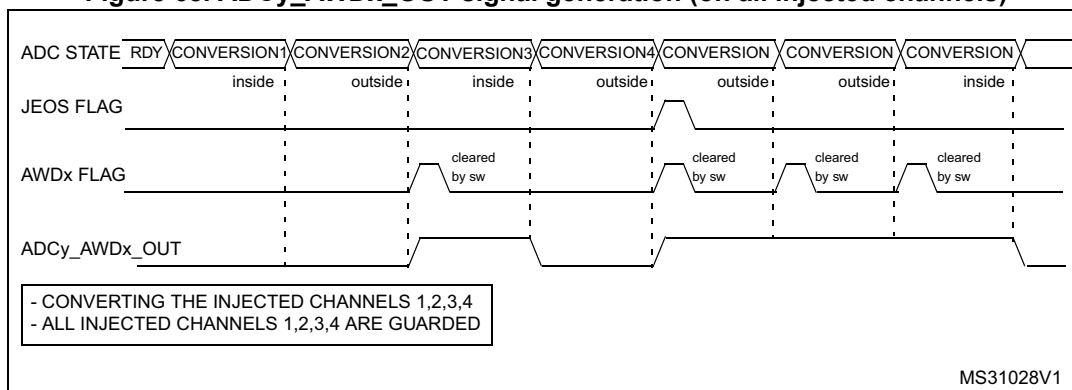 ADC STATE RDY CONVERSION1 CONVERSION2 CONVERSION3 CONVERSION4 CONVERSION CONVERSION CONVERSION
inside outside inside outside outside outside inside
JEOS FLAG
AWDx FLAG
cleared cleared cleared cleared
by sw by sw by sw by sw
ADCy_AWDx_OUT
- CONVERTING THE INJECTED CHANNELS 1,2,3,4
- ALL INJECTED CHANNELS 1,2,3,4 ARE GUARDED
MS31028V1